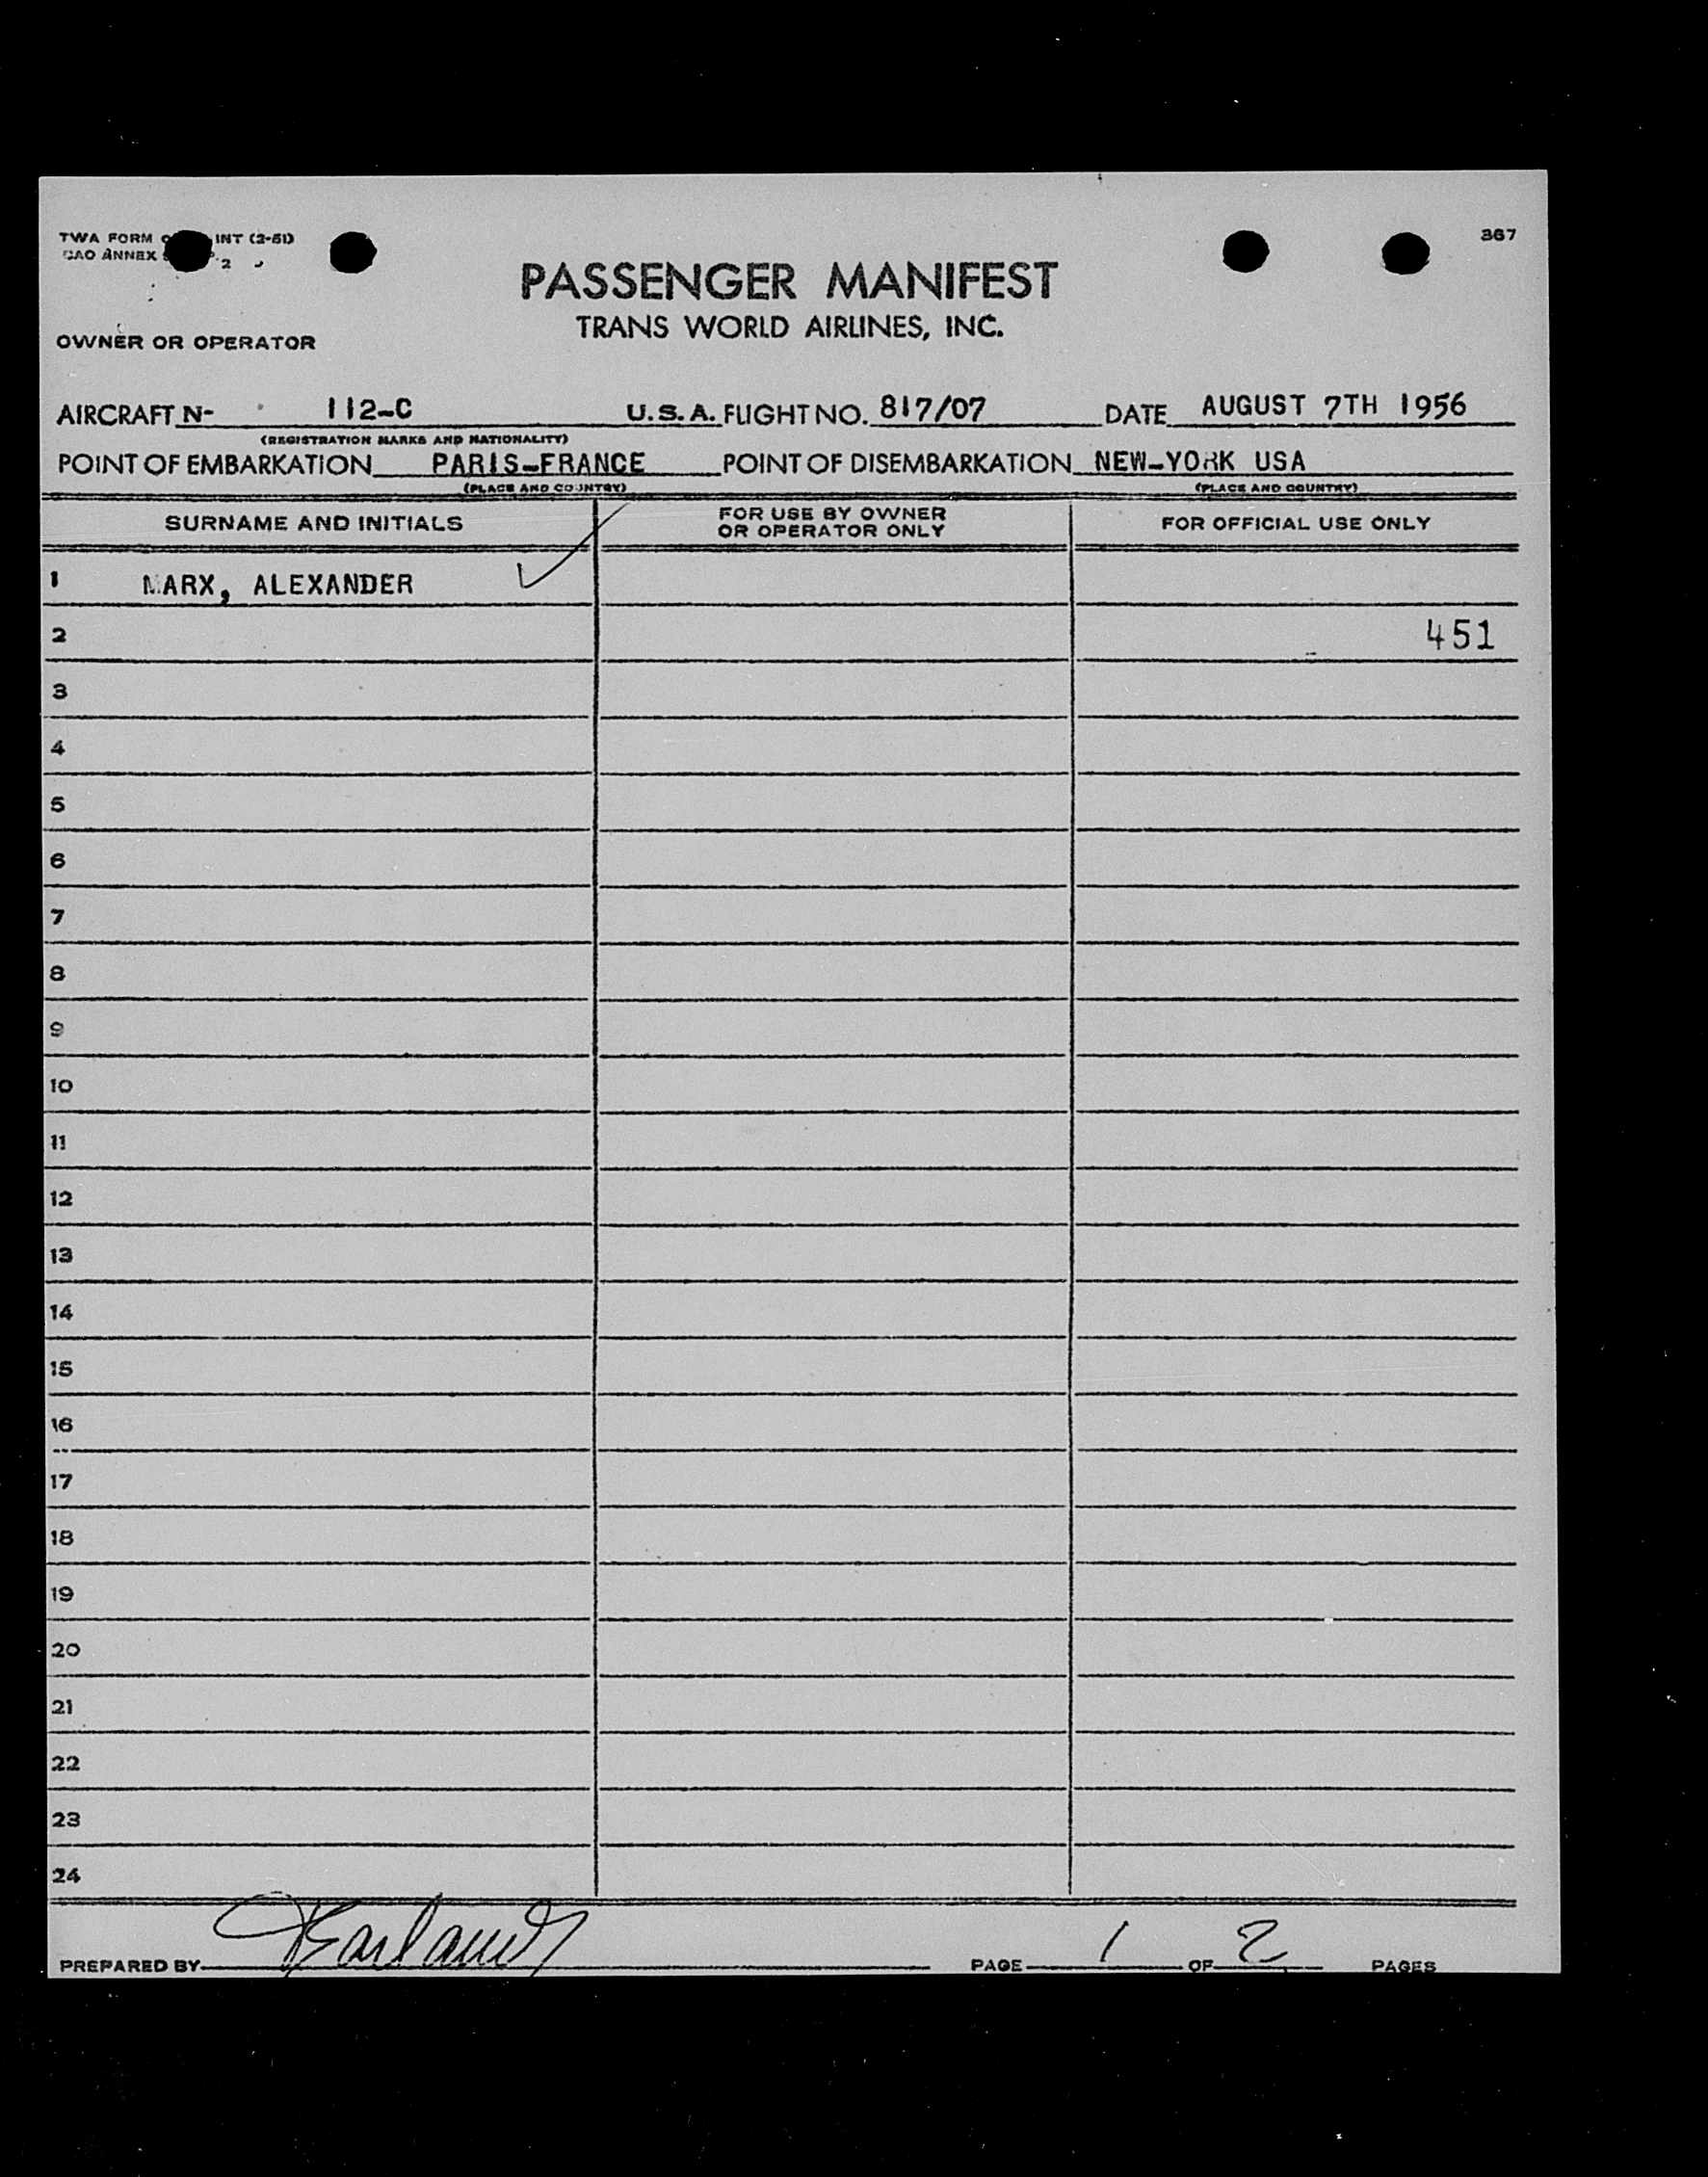 TWA FORM INT (2-51) 367
ANNEX 2
PASSENGER MANIFEST
TRANS WORLD AIRLINES, INC.
OWNER OR OPERATOR
AIRCRAFT N- 112-C U.S.A. FLIGHT NO. 817/07 DATE AUGUST 7TH 1956
(REGISTRATION MARKS AND NATIONALITY)
POINT OF EMBARKATION PARIS-FRANCE POINT OF DISEMBARKATION NEW-YORK USA
(PLACE AND COUNTRY) (PLACE AND COUNTRY)
SURNAME AND INITIALS FOR USE BY OWNER OR OPERATOR ONLY FOR OFFICIAL USE ONLY
1 MARX, ALEXANDER
2 451
3
4
5
6
7
8
9
10
11
12
13
14
15
16
17
18
19
20
21
22
23
24
PREPARED BY PAGE 1 OF 2 PAGES